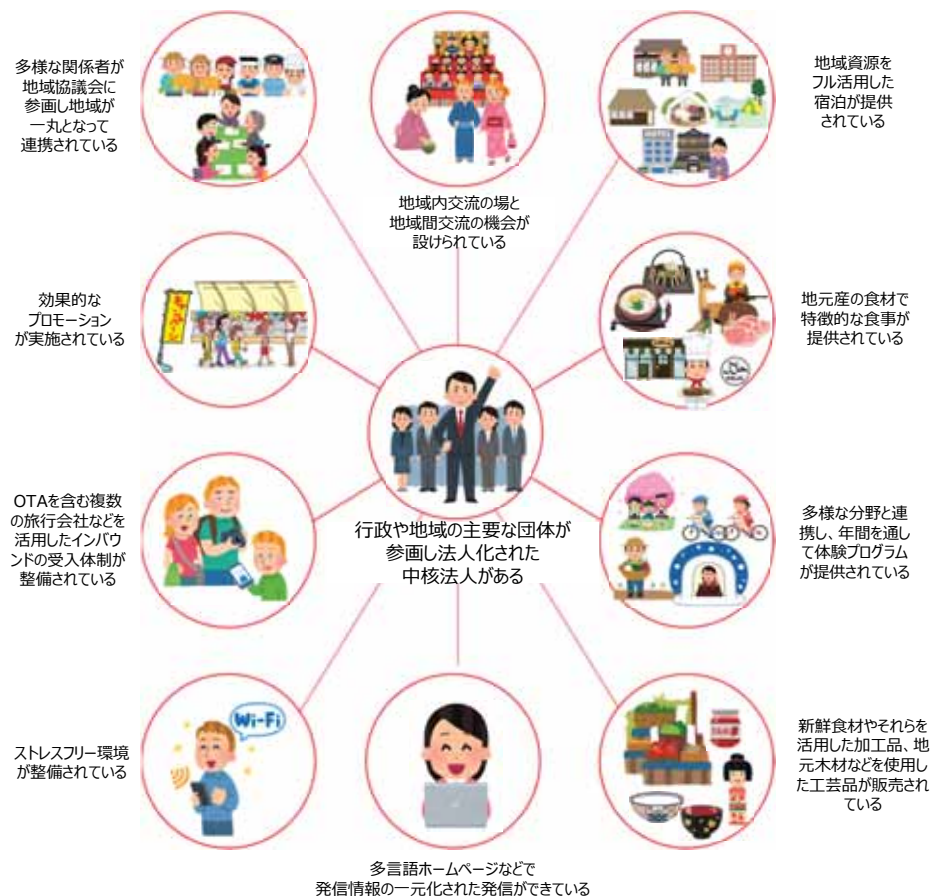 多様な関係者が
地域協議会に
参画し地域が
一丸となって
連携されている
地域内交流の場と
地域間交流の機会が
設けられている
地域資源を
フル活用した
宿泊が提供
されている
HOTEL
効果的な
プロモーション
が実施されている
地元産の食材で
特徴的な食事が
提供されている
行政や地域の主要な団体が
参画し法人化された
中核法人がある
OTAを含む複数
の旅行会社などを
活用したインバウ
ンドの受入体制が
整備されている
多様な分野と連
携し、年間を通し
て体験プログラム
が提供されている
ストレスフリー環境
が整備されている
Wi-Fi
新鮮食材やそれらを
活用した加工品、地
元木材などを使用し
た工芸品が販売され
ている
多言語ホームページなどで
発信情報の一元化された発信ができている